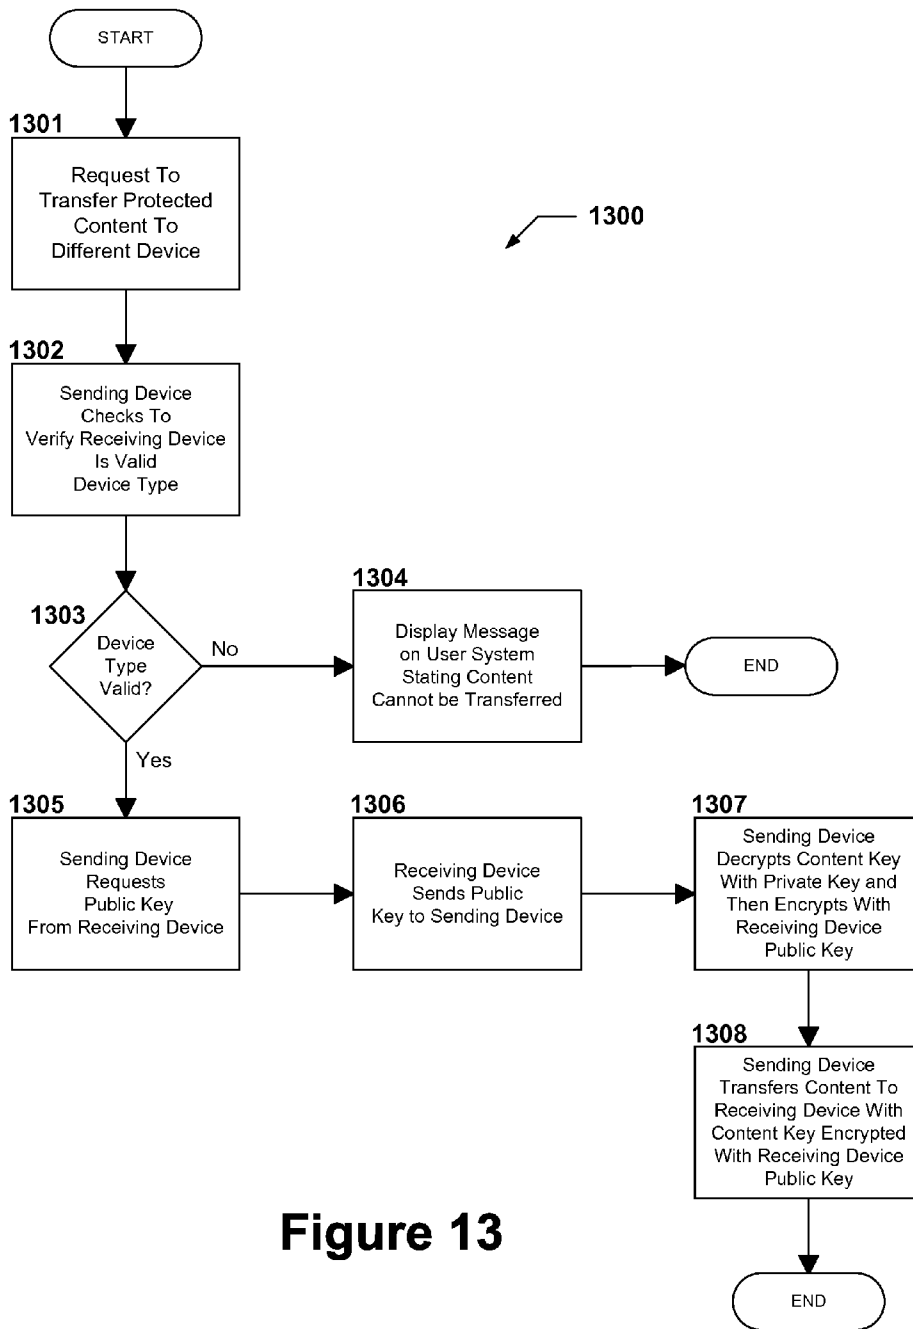 START
1301
Request To
Transfer Protected
Content To
Different Device
1300
1302
Sending Device
Checks To
Verify Receiving Device
Is Valid
Device Type
1303
Device
Type
Valid?
No
Yes
1304
Display Message
on User System
Stating Content
Cannot be Transferred
END
1305
Sending Device
Requests
Public Key
From Receiving Device
1306
Receiving Device
Sends Public
Key to Sending Device
1307
Sending Device
Decrypts Content Key
With Private Key and
Then Encrypts With
Receiving Device
Public Key
1308
Sending Device
Transfers Content To
Receiving Device With
Content Key Encrypted
With Receiving Device
Public Key
END
Figure 13